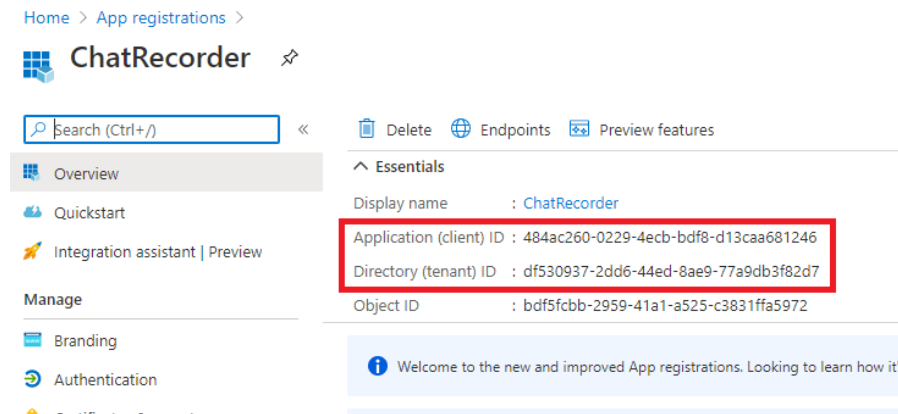 Home > App registrations >
ChatRecorder
Search (Ctrl+/)
«
Delete
Endpoints
Preview features
Essentials
Overview
Display name : ChatRecorder
Quickstart
Application (client) ID : 484ac260-0229-4ecb-bdf8-d13caa681246
Integration assistant | Preview
Directory (tenant) ID : df530937-2dd6-44ed-8ae9-77a9db3f82d7
Manage
Object ID : bdf5fcbb-2959-41a1-a525-c3831ffa5972
Branding
Welcome to the new and improved App registrations. Looking to learn how it'
Authentication